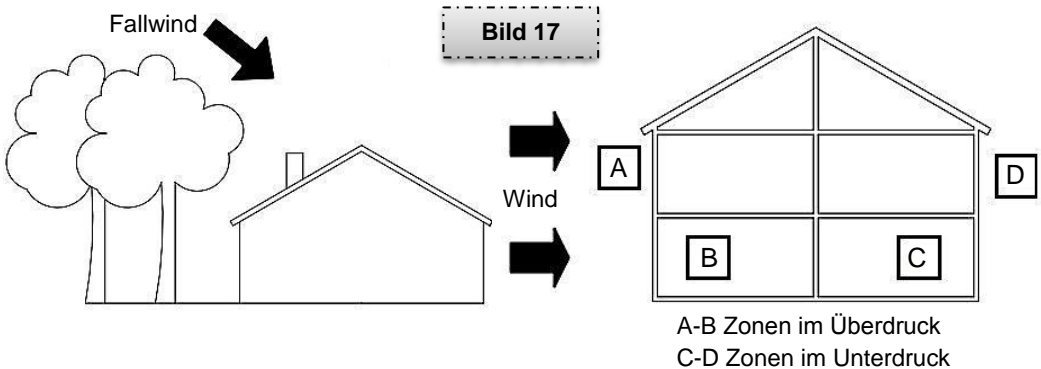 Fallwind
Bild 17
Wind
A
D
B
C
A-B Zonen im Überdruck
C-D Zonen im Unterdruck